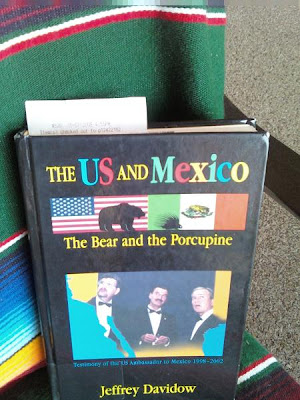 THE US AND MEXICO
The Bear and the Porcupine
Testimony of the US Ambassador to Mexico 1998-2002
Jeffrey Davidow